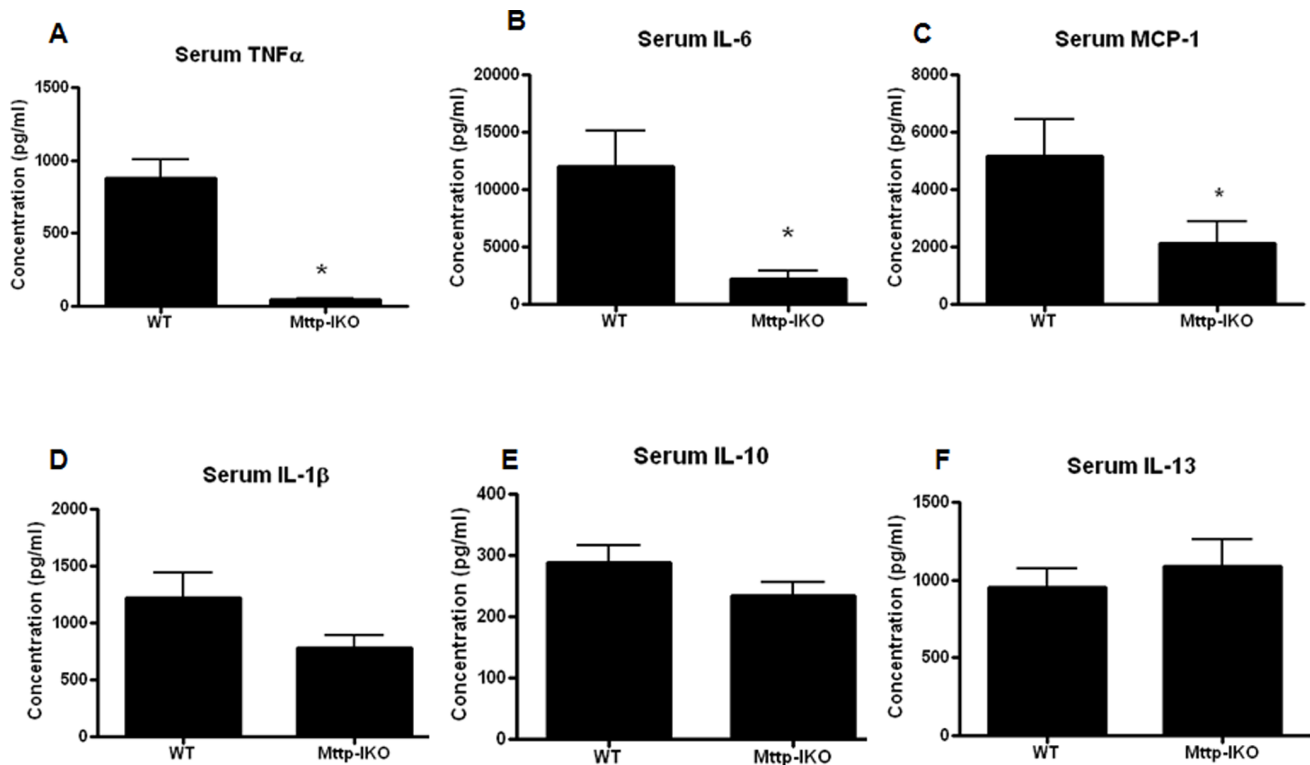 A
Serum TNFα
Concentration (pg/ml)
1500
1000
500
0
*
WT
Mttp-IKO
B
Serum IL-6
Concentration (pg/ml)
20000
15000
10000
5000
0
*
WT
Mttp-IKO
C
Serum MCP-1
Concentration (pg/ml)
8000
6000
4000
2000
0
*
WT
Mttp-IKO
D
Serum IL-1β
Concentration (pg/ml)
2000
1500
1000
500
0
WT
Mttp-IKO
E
Serum IL-10
Concentration (pg/ml)
400
300
200
100
0
WT
Mttp-IKO
F
Serum IL-13
Concentration (pg/ml)
1500
1000
500
0
WT
Mttp-IKO